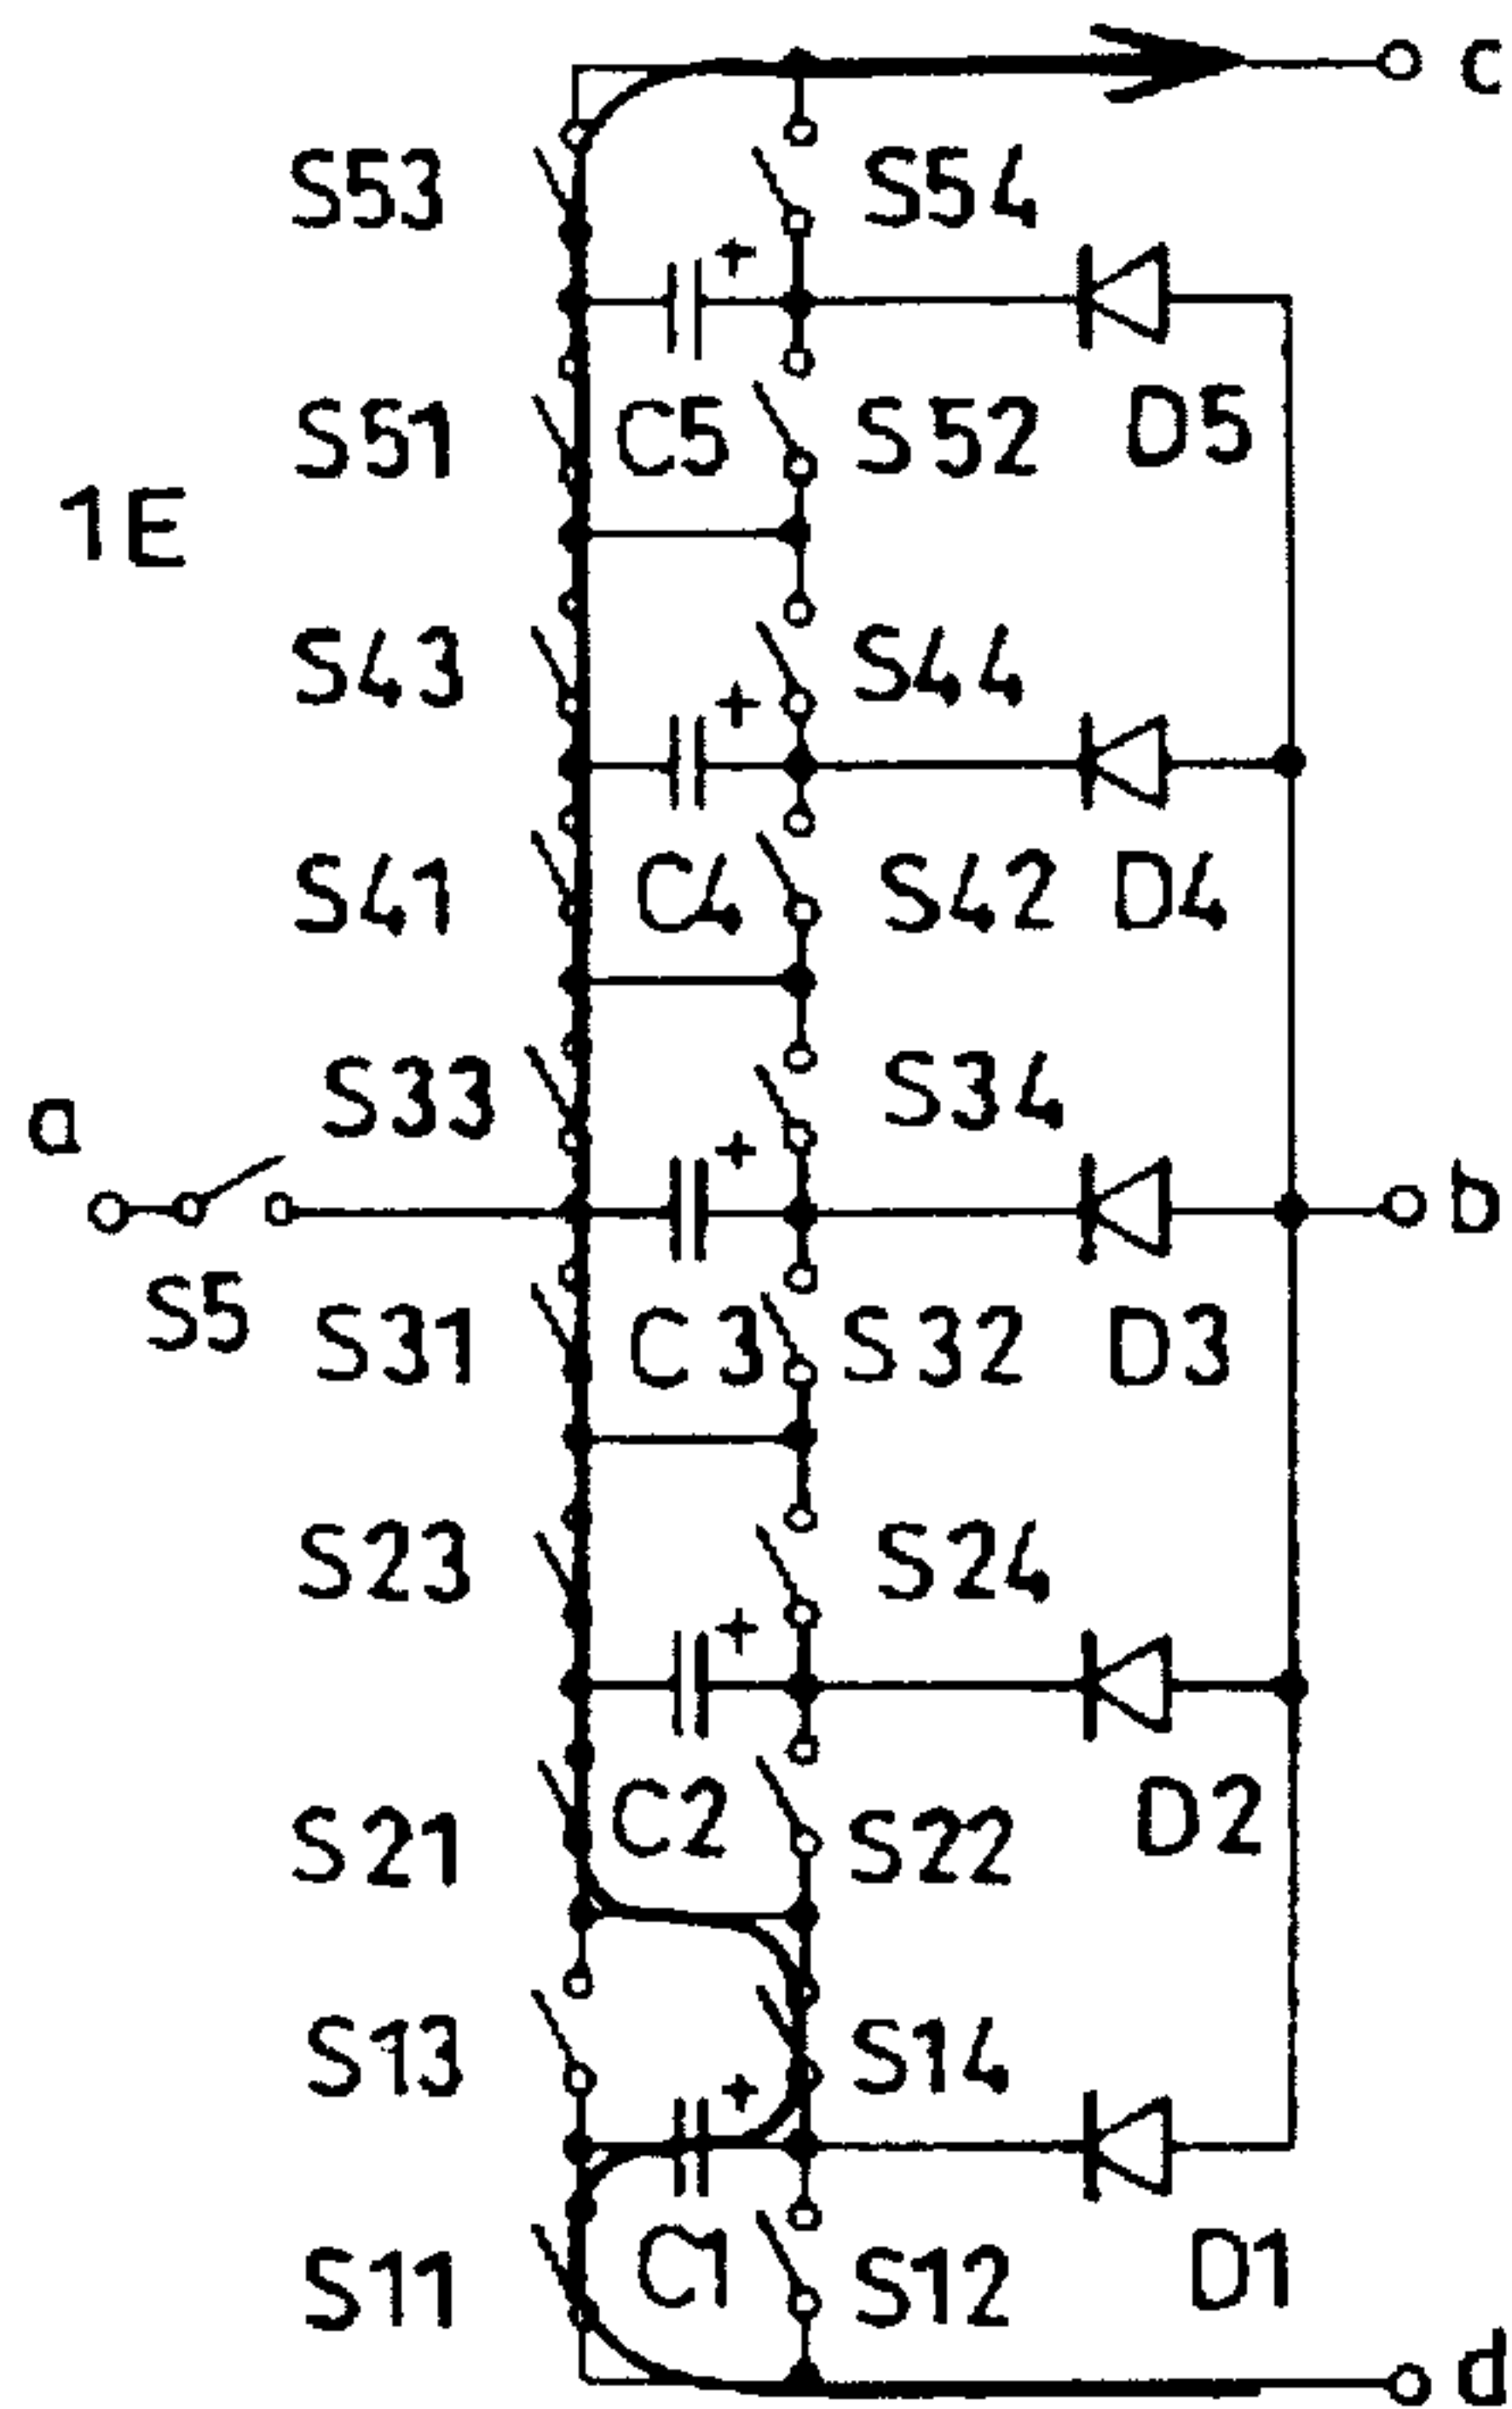 c
S53 S54
+
S51 C5 S52 D5
1E
S43 S44
+
S41 C4 S42 D4
S33 S34
a
+
b
S5 S31 C3 S32 D3
S23 S24
+
S21 C2 S22 D2
S13 S14
+
S11 C1 S12 D1
d